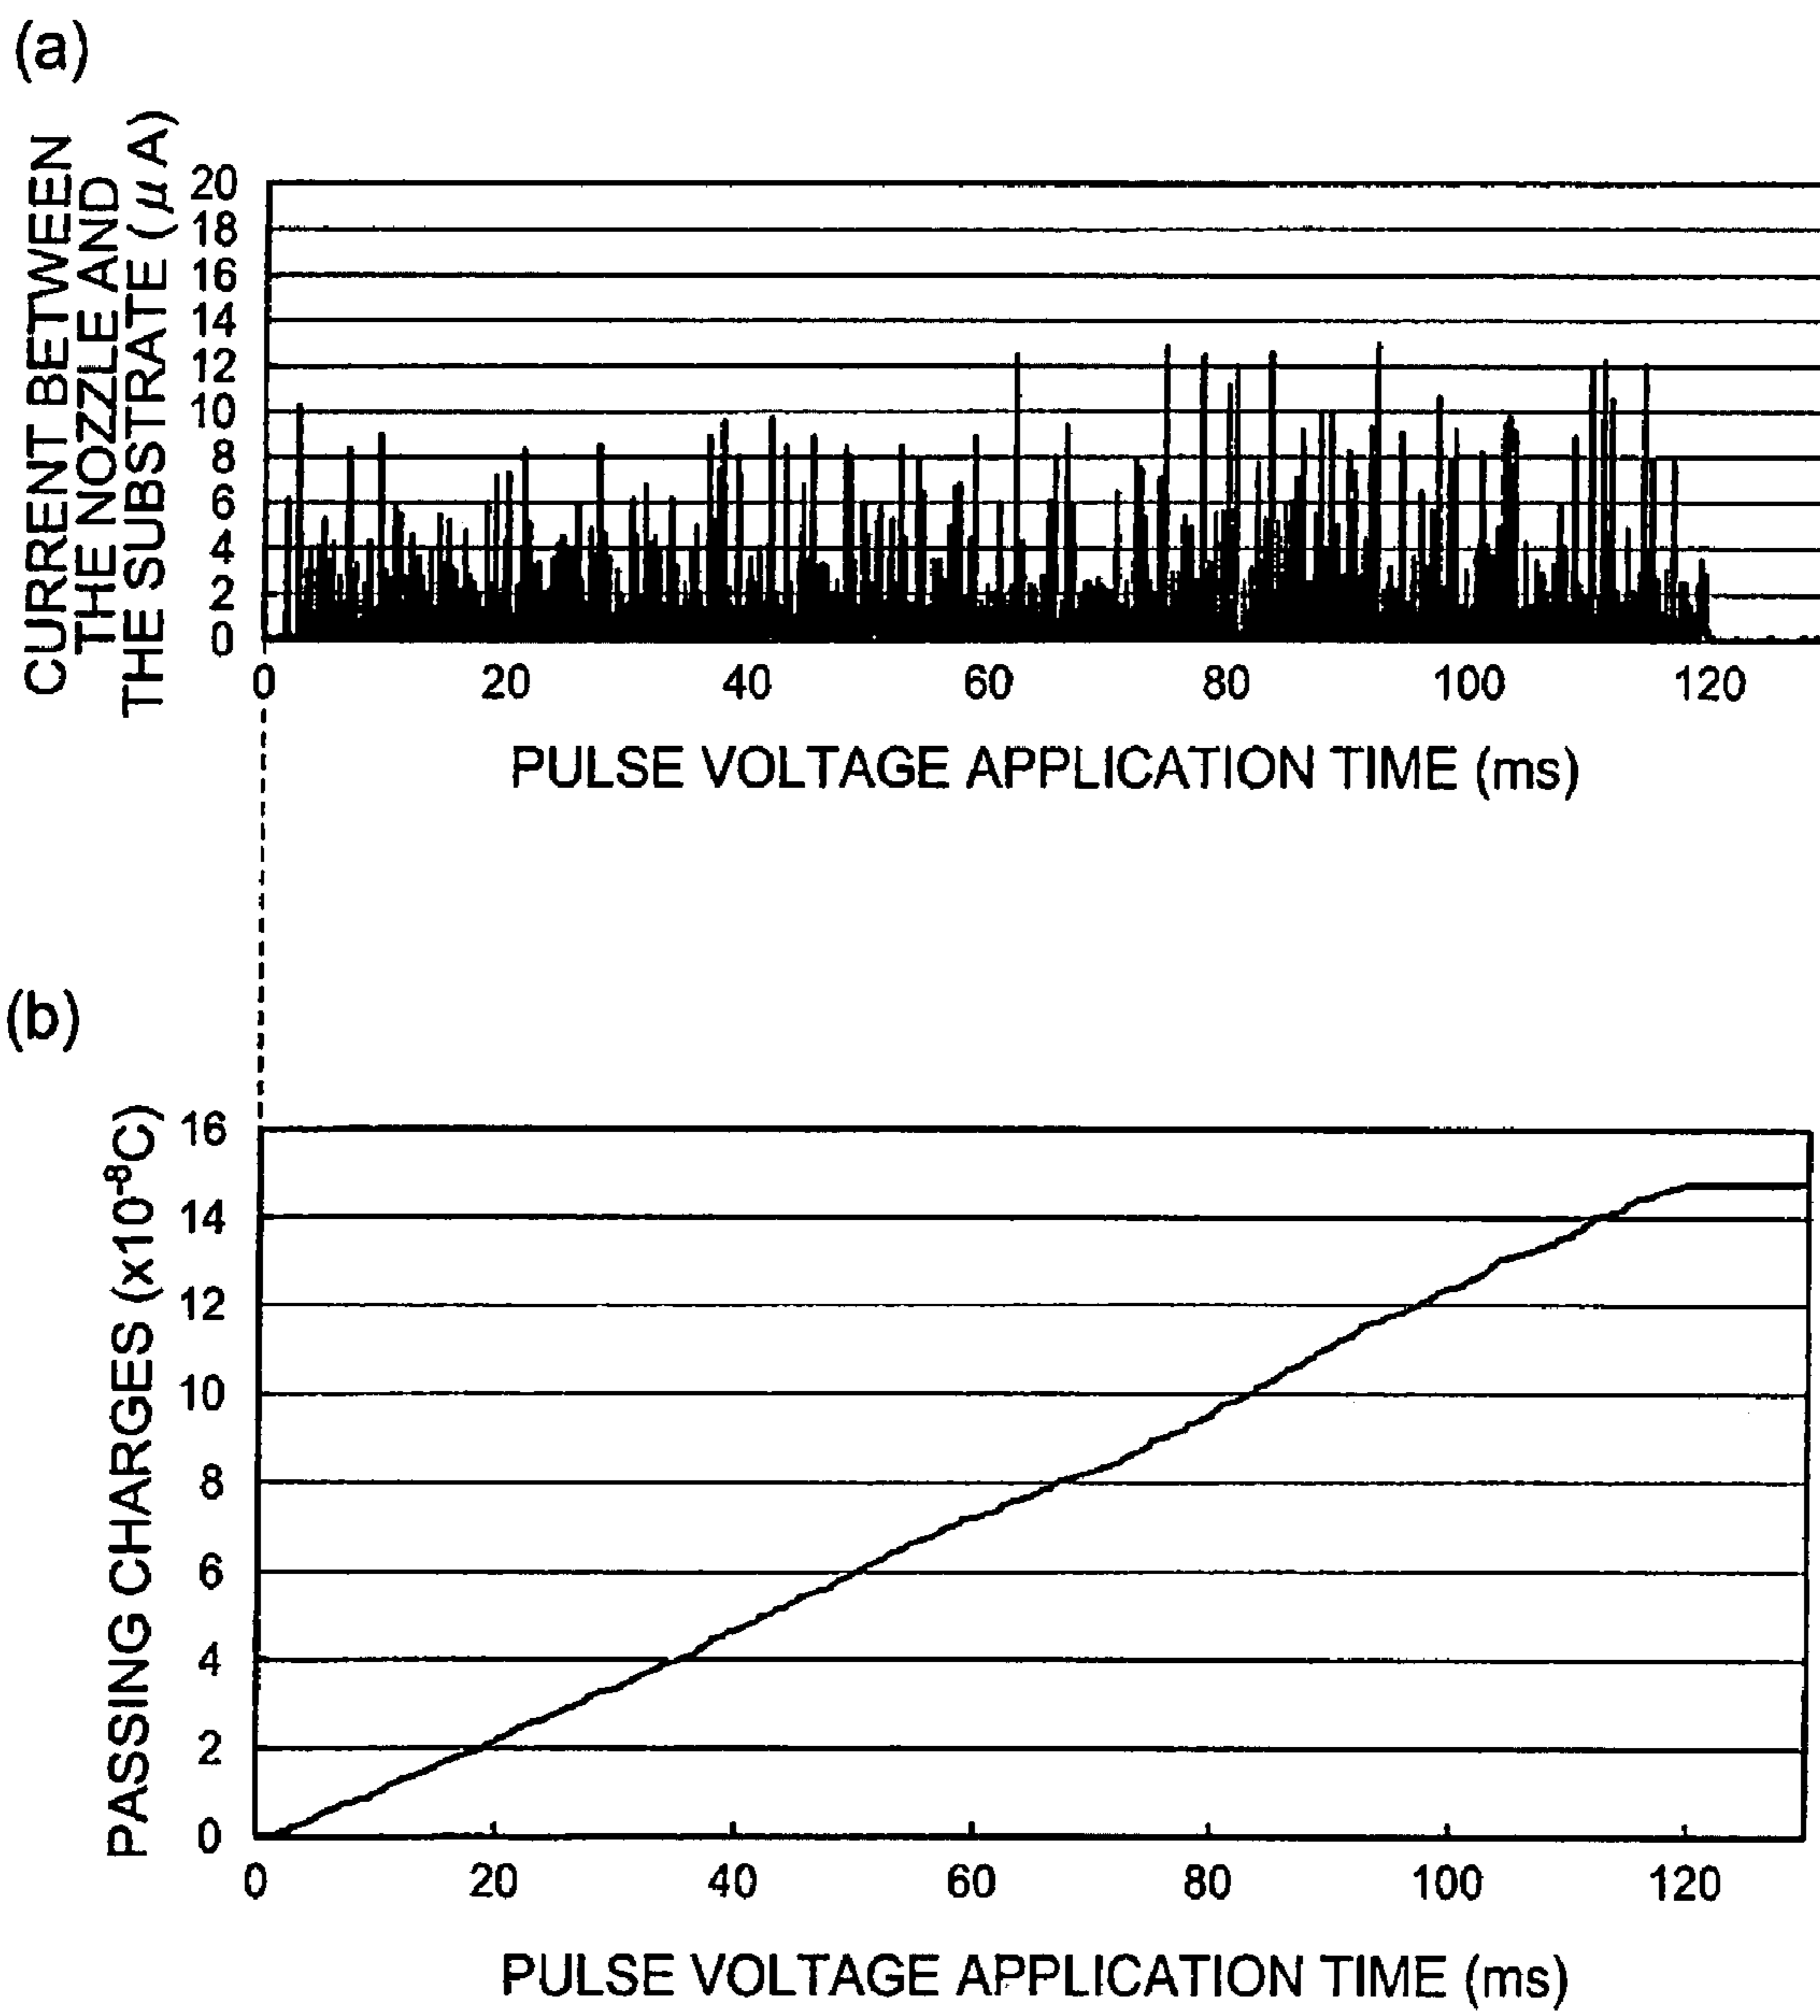 (a)
CURRENT BETWEEN
THE NOZZLE AND
THE SUBSTRATE (μA)
20
18
16
14
12
10
8
6
4
2
0
0 20 40 60 80 100 120
PULSE VOLTAGE APPLICATION TIME (ms)
(b)
PASSING CHARGES (x10⁻⁸C)
16
14
12
10
8
6
4
2
0
0 20 40 60 80 100 120
PULSE VOLTAGE APPLICATION TIME (ms)